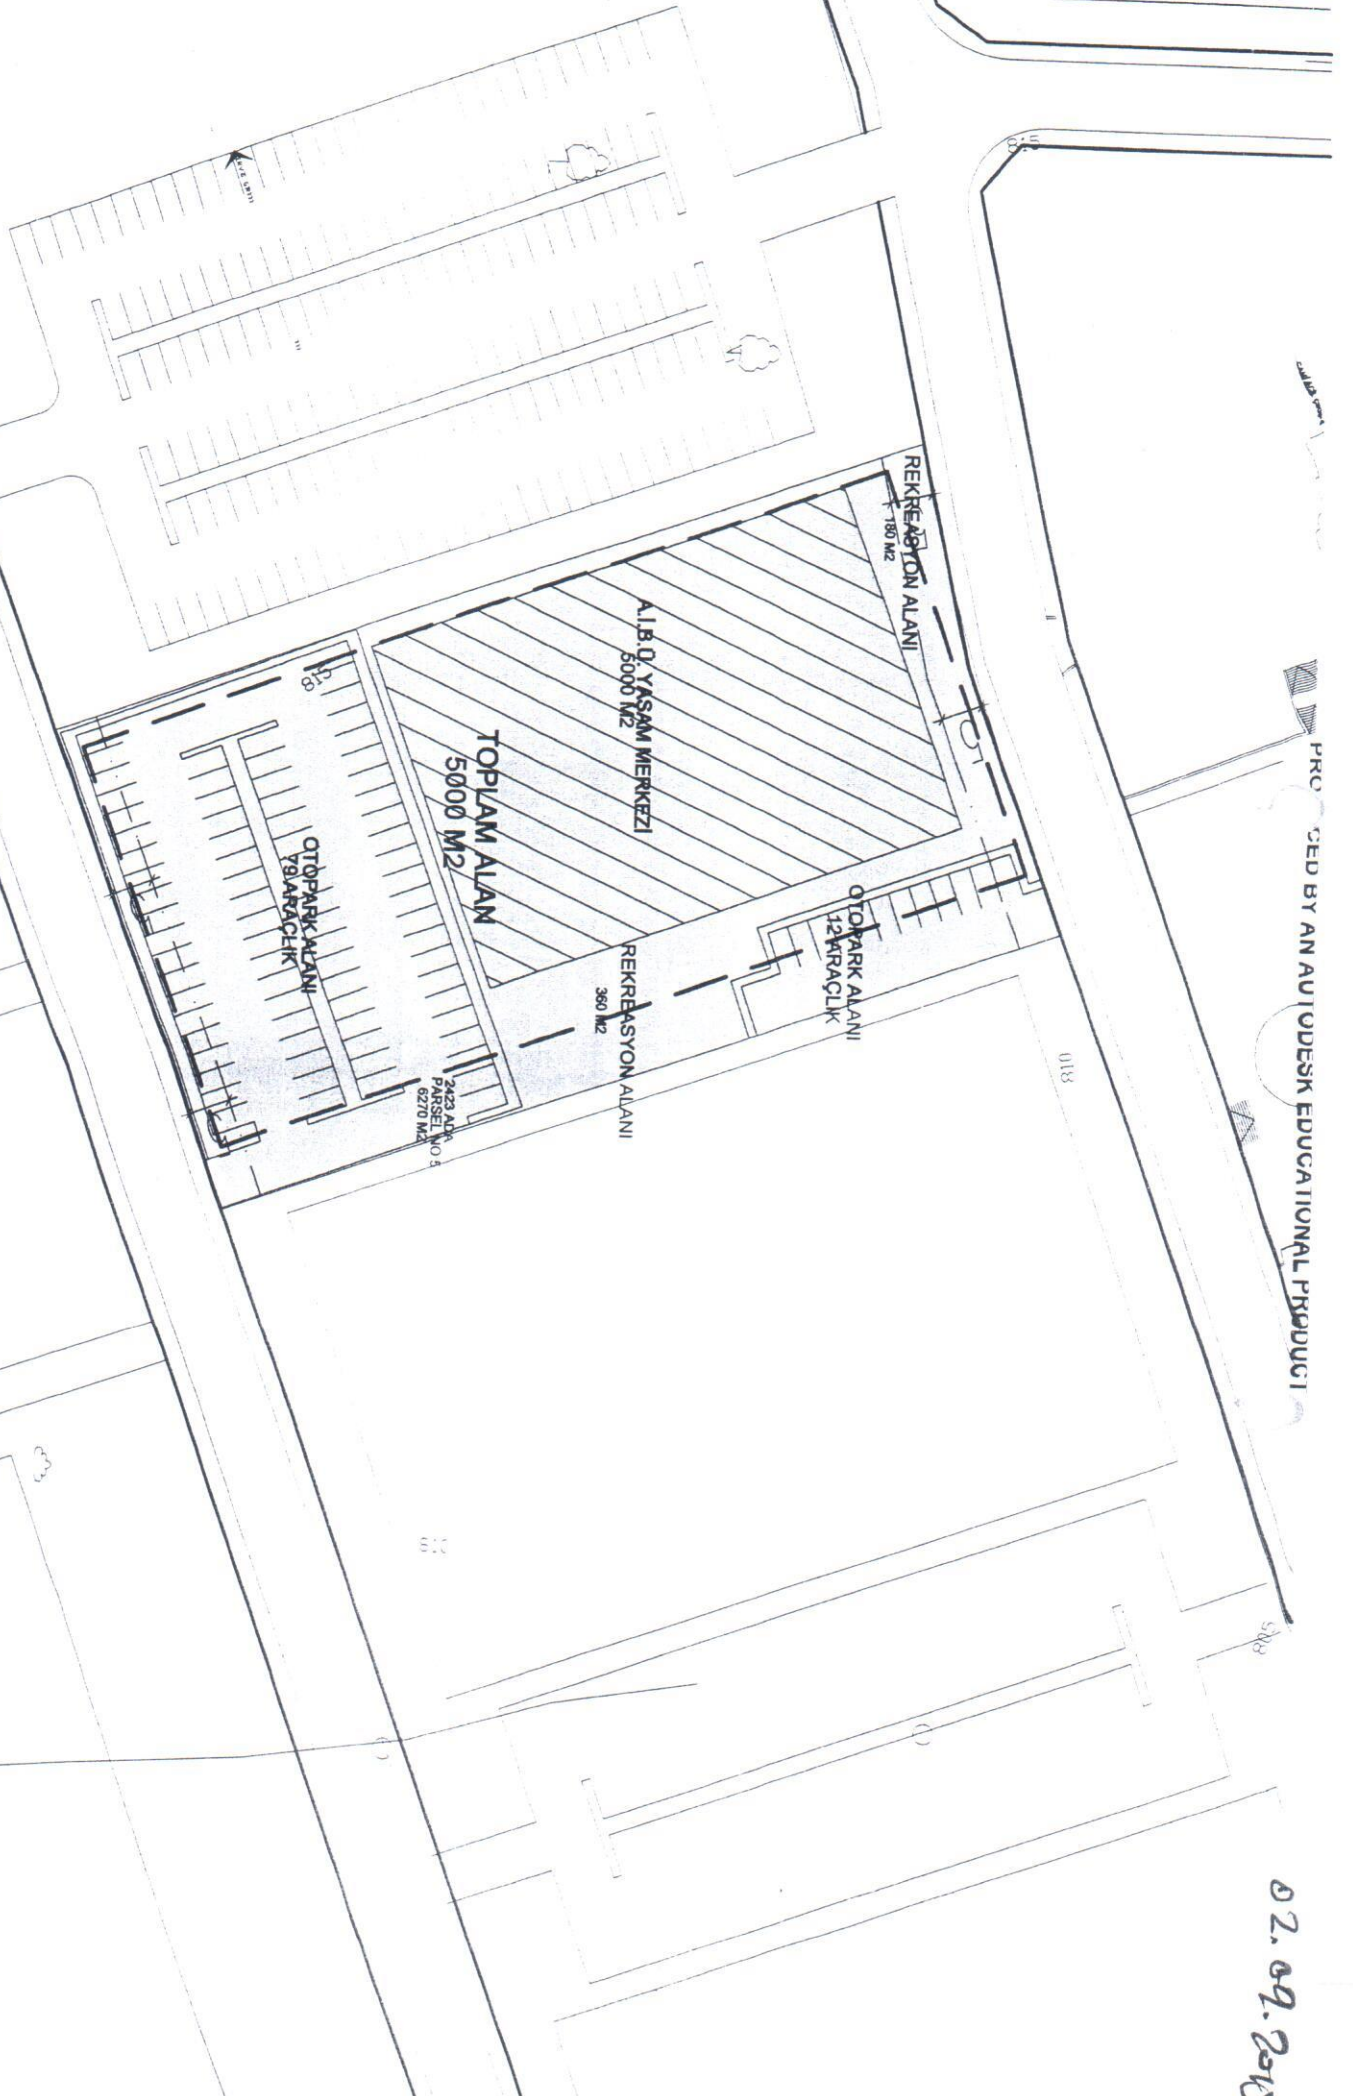 PRO CED BY AN AUTODESK EDUCATIONAL PRODUCT
REKREASYON ALANI
180 M2
A.I.B.Ü. YASAM MERKEZİ
5000 M2
TOPLAM ALAN
5000 M2
OTOPARK ALANI
12 ARAÇLIK
REKREASYON ALANI
360 M2
OTOPARK ALANI
79 ARAÇLIK
2423 ADA
PARSEL NO 5
6270 M2
810
02.09.